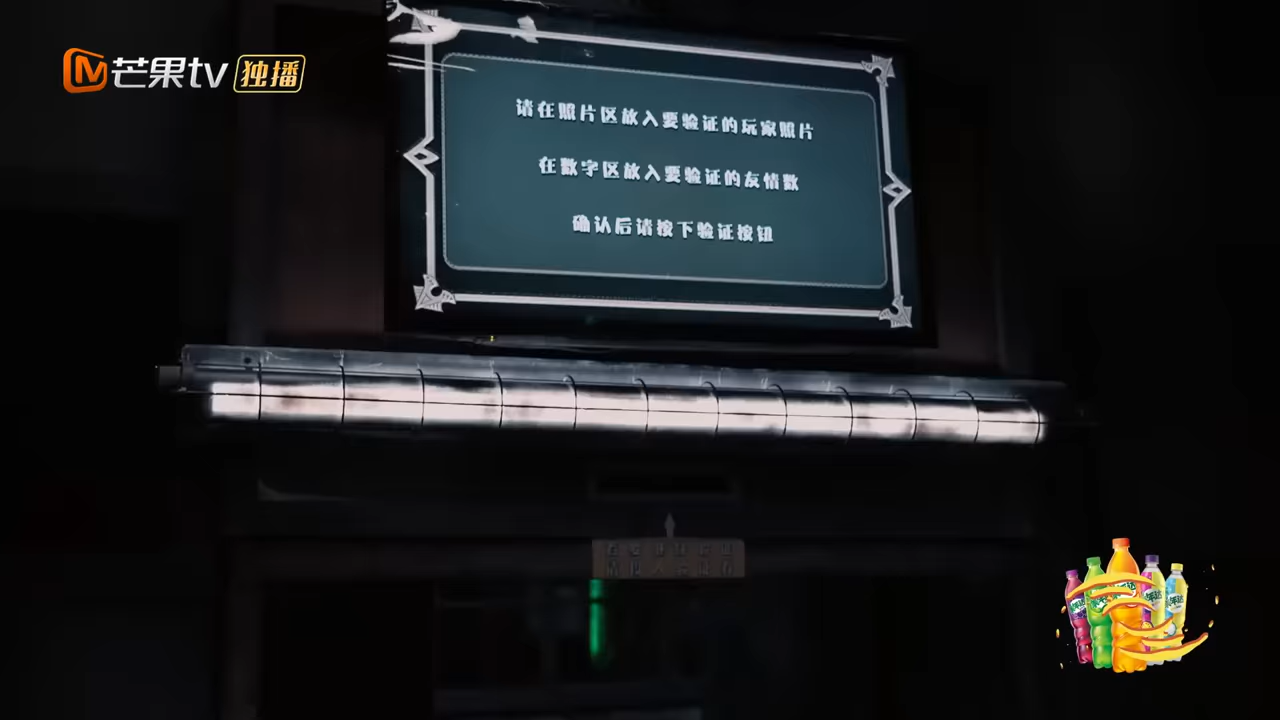 芒果tv 独播
请在照片区放入要验证的玩家照片
在数字区放入要验证的友情数
确认后请按下验证按钮